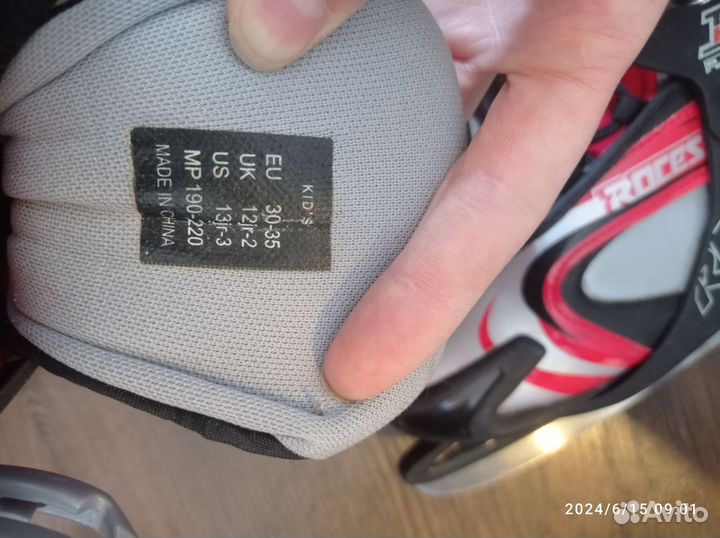 KID'S
EU 30-35
UK 12jr-2
US 13jr-3
MP 190-220
MADE IN CHINA
ROCES
2024/6/15 09:01
Avito